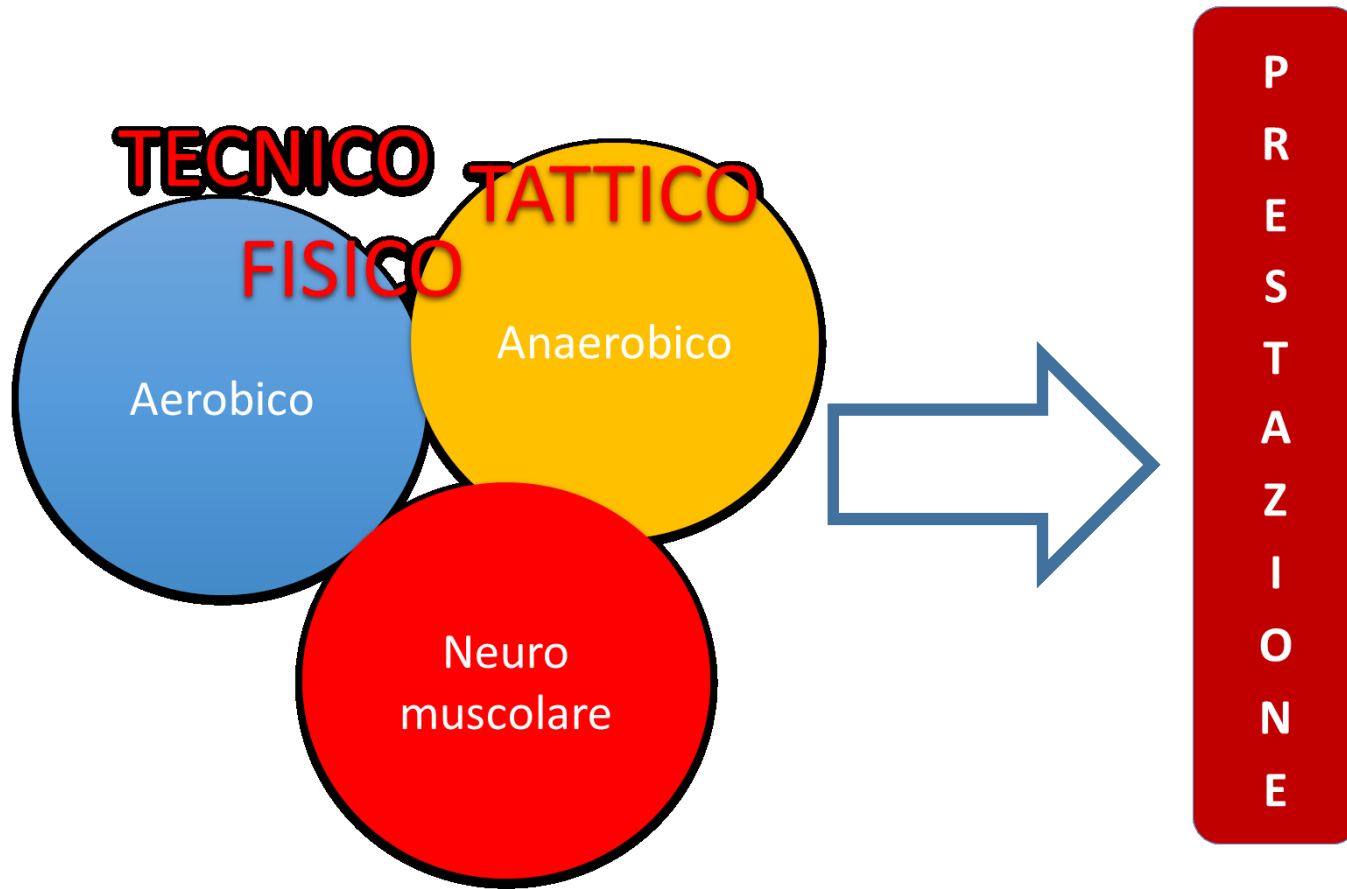 TECNICO
TATTICO
FISICO
Anaerobico
Aerobico
Neuro
muscolare
P
R
E
S
T
A
Z
I
O
N
E